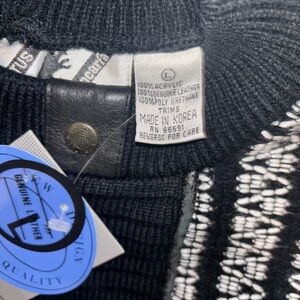 L
100% ACRYLIC
100% GENUINE LEATHER
100% POLY URETHANE
TRIMS
MADE IN KOREA
RN 66591
REVERSE FOR CARE
GENUINE LEATHER
QUALITY